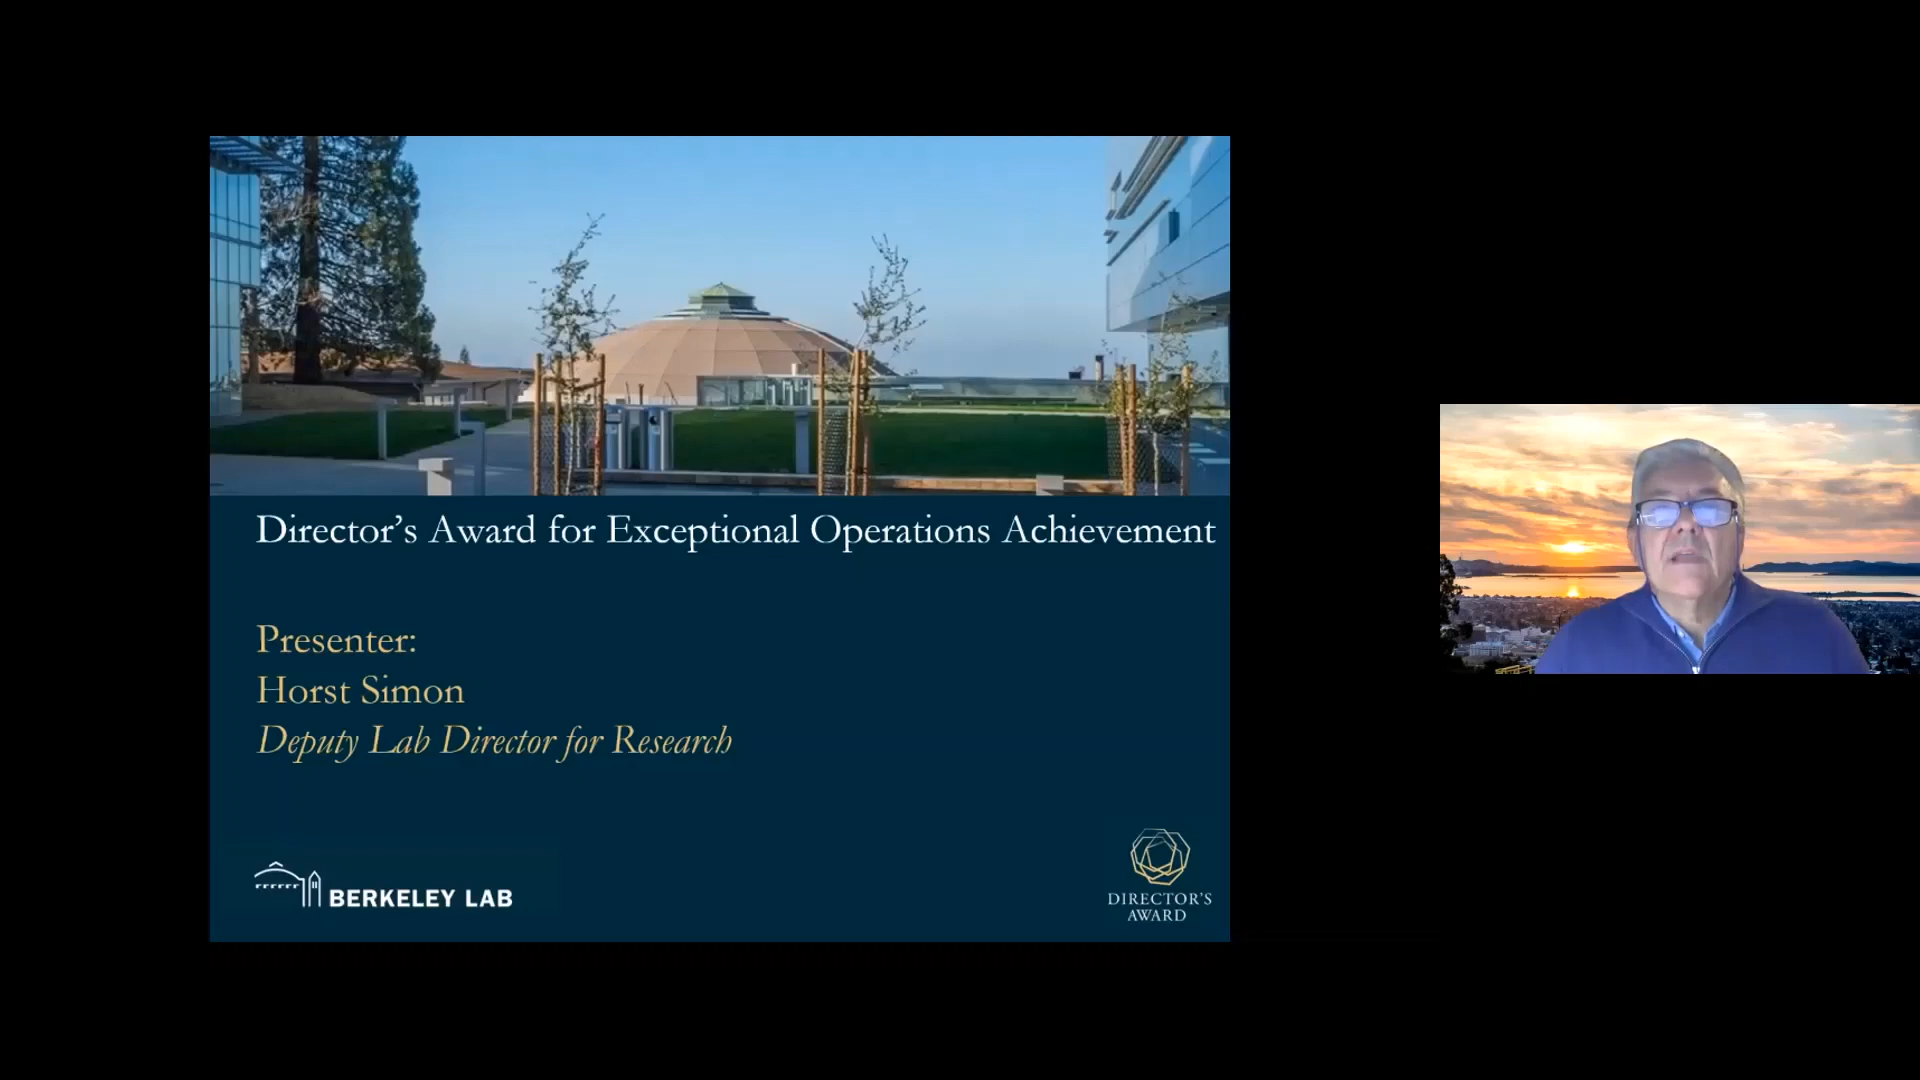 Director’s Award for Exceptional Operations Achievement
Presenter:
Horst Simon
Deputy Lab Director for Research
BERKELEY LAB
DIRECTOR'S
AWARD